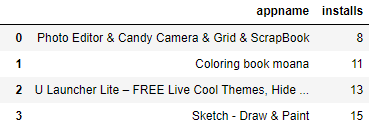 appname installs
0 Photo Editor & Candy Camera & Grid & ScrapBook 8
1 Coloring book moana 11
2 U Launcher Lite – FREE Live Cool Themes, Hide ... 13
3 Sketch - Draw & Paint 15